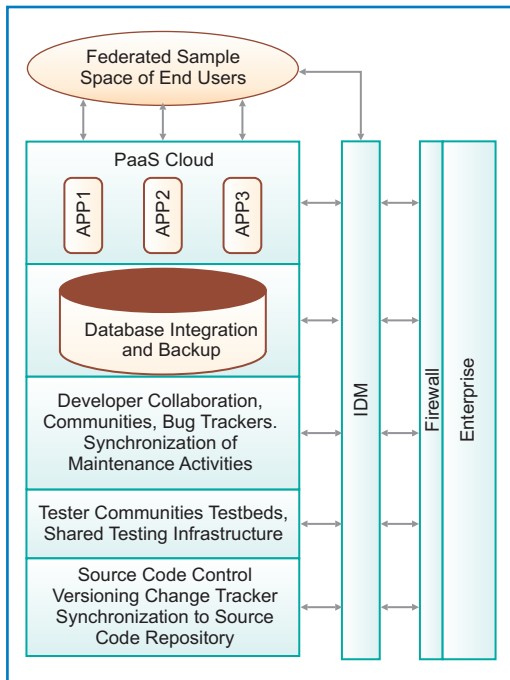 Federated Sample
Space of End Users
PaaS Cloud
APP1
APP2
APP3
Database Integration
and Backup
Developer Collaboration,
Communities, Bug Trackers.
Synchronization of
Maintenance Activities
Tester Communities Testbeds,
Shared Testing Infrastructure
Source Code Control
Versioning Change Tracker
Synchronization to Source
Code Repository
IDM
Firewall
Enterprise